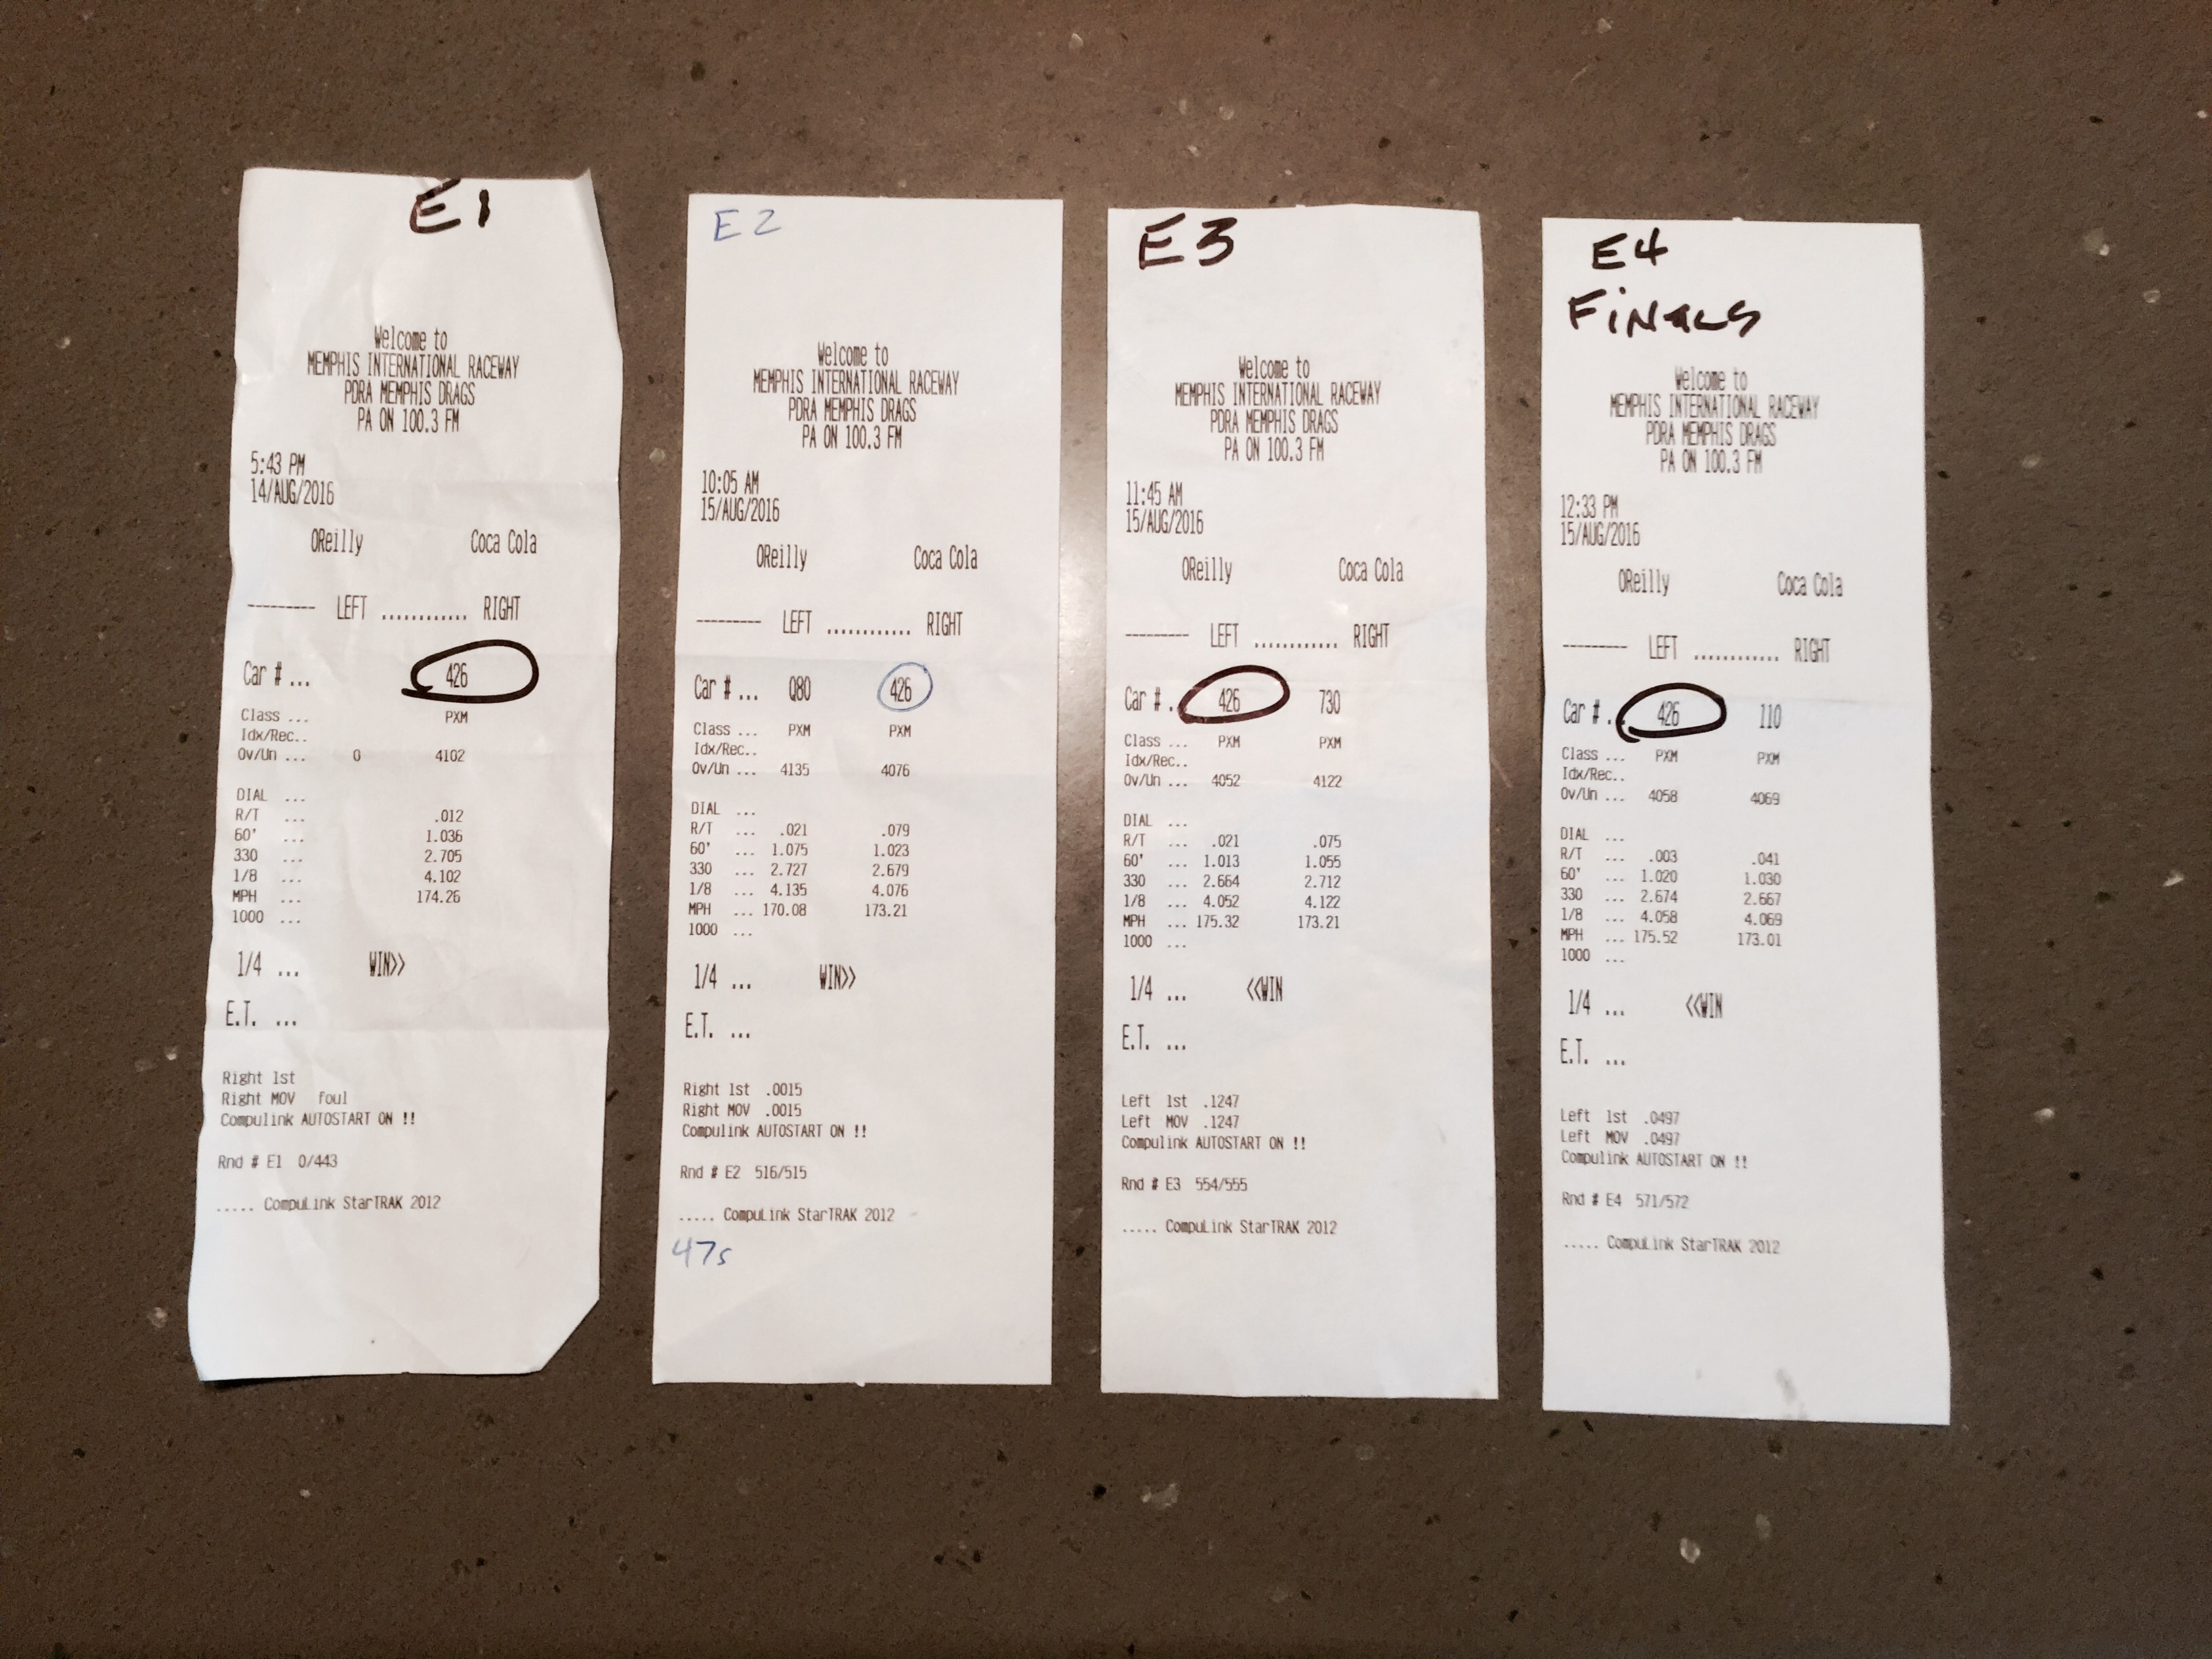 E1
Welcome to
MEMPHIS INTERNATIONAL RACEWAY
PDRA MEMPHIS DRAGS
PA ON 100.3 FM
5:43 PM
14/AUG/2016
OReilly Coca Cola
--------- LEFT ............ RIGHT
Car # ... 426
Class ... PXM
Idx/Rec..
Ov/Un ... 0 4102
DIAL ...
R/T ... .012
60' ... 1.036
330 ... 2.705
1/8 ... 4.102
MPH ... 174.26
1000 ...
1/4 ... WIN>>
E.T. ...
Right 1st
Right MOV foul
Compulink AUTOSTART ON !!
Rnd # E1 0/443
..... CompuLink StarTRAK 2012
E2
Welcome to
MEMPHIS INTERNATIONAL RACEWAY
PDRA MEMPHIS DRAGS
PA ON 100.3 FM
10:05 AM
15/AUG/2016
OReilly Coca Cola
--------- LEFT ............ RIGHT
Car # ... Q80 426
Class ... PXM PXM
Idx/Rec..
Ov/Un ... 4135 4076
DIAL ...
R/T ... .021 .079
60' ... 1.075 1.023
330 ... 2.727 2.679
1/8 ... 4.135 4.076
MPH ... 170.08 173.21
1000 ...
1/4 ... WIN>>
E.T. ...
Right 1st .0015
Right MOV .0015
Compulink AUTOSTART ON !!
Rnd # E2 516/515
..... CompuLink StarTRAK 2012
47s
E3
Welcome to
MEMPHIS INTERNATIONAL RACEWAY
PDRA MEMPHIS DRAGS
PA ON 100.3 FM
11:45 AM
15/AUG/2016
OReilly Coca Cola
--------- LEFT ............ RIGHT
Car # . 426 730
Class ... PXM PXM
Idx/Rec..
Ov/Un ... 4052 4122
DIAL ...
R/T ... .021 .075
60' ... 1.013 1.055
330 ... 2.664 2.712
1/8 ... 4.052 4.122
MPH ... 175.32 173.21
1000 ...
1/4 ... <<WIN
E.T. ...
Left 1st .1247
Left MOV .1247
Compulink AUTOSTART ON !!
Rnd # E3 554/555
..... CompuLink StarTRAK 2012
E4
FiNaLS
Welcome to
MEMPHIS INTERNATIONAL RACEWAY
PDRA MEMPHIS DRAGS
PA ON 100.3 FM
12:33 PM
15/AUG/2016
OReilly Coca Cola
--------- LEFT ............ RIGHT
Car # .. 426 110
Class ... PXM PXM
Idx/Rec..
Ov/Un ... 4058 4069
DIAL ...
R/T ... .003 .041
60' ... 1.020 1.030
330 ... 2.674 2.667
1/8 ... 4.058 4.069
MPH ... 175.52 173.01
1000 ...
1/4 ... <<WIN
E.T. ...
Left 1st .0497
Left MOV .0497
Compulink AUTOSTART ON !!
Rnd # E4 571/572
..... CompuLink StarTRAK 2012